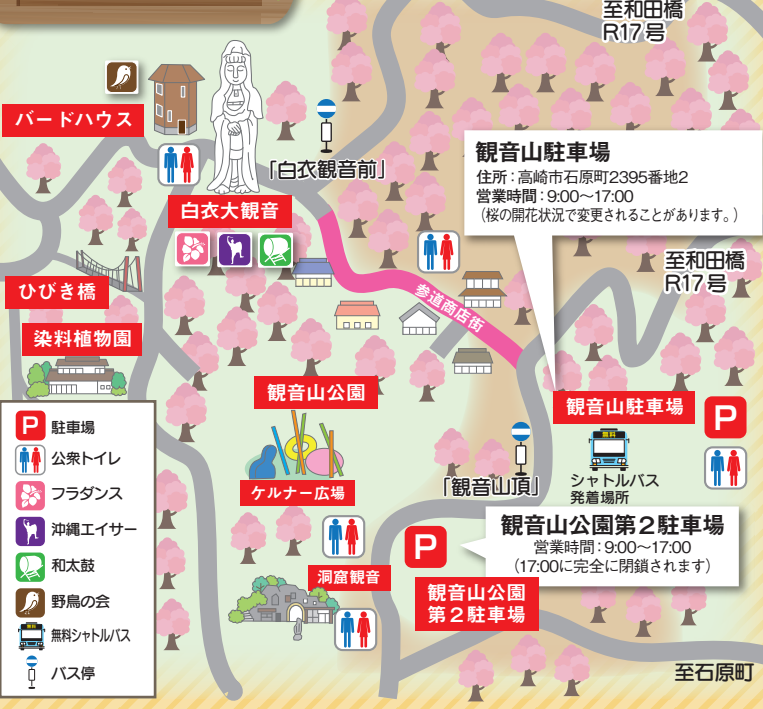 至和田橋
R17号
バードハウス
「白衣観音前」
観音山駐車場
住所：高崎市石原町2395番地2
営業時間：9:00～17:00
（桜の開花状況で変更されることがあります。）
白衣大観音
至和田橋
R17号
ひびき橋
参道商店街
染料植物園
観音山公園
観音山駐車場
P
無料
シャトルバス
発着場所
ケルナー広場
「観音山頂」
P
観音山公園第2駐車場
営業時間：9:00～17:00
（17:00に完全に閉鎖されます）
洞窟観音
観音山公園
第2駐車場
至石原町
P 駐車場
公衆トイレ
フラダンス
沖縄エイサー
和太鼓
野鳥の会
無料
無料シャトルバス
バス停